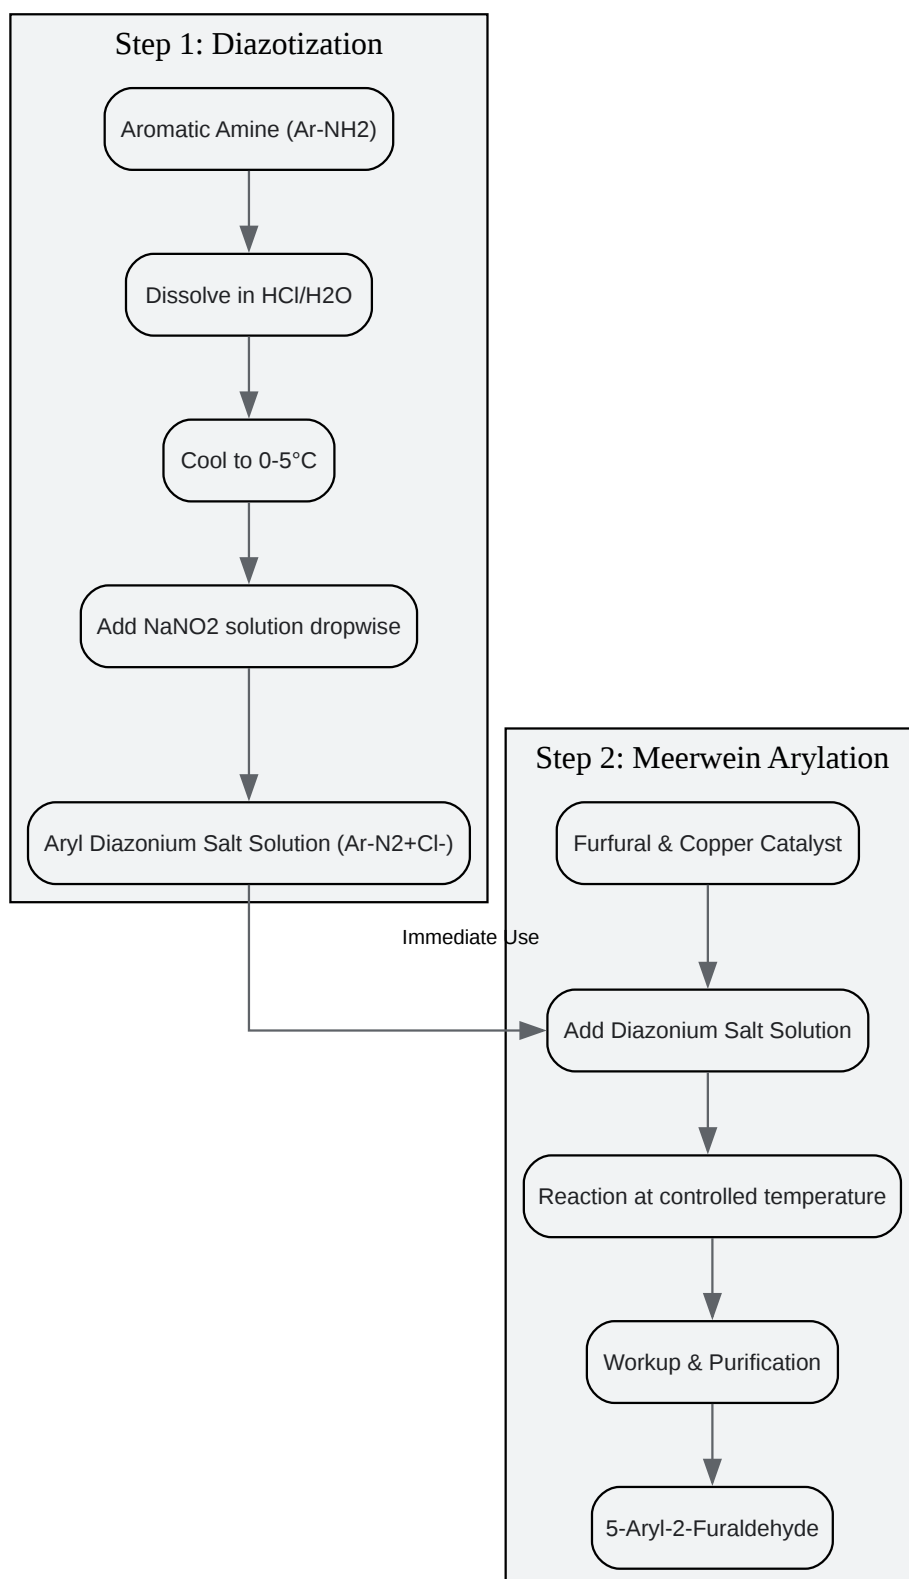 Step 1: Diazotization
Aromatic Amine (Ar-NH2)
Dissolve in HCl/H2O
Cool to 0-5°C
Add NaNO2 solution dropwise
Aryl Diazonium Salt Solution (Ar-N2+Cl-)
Immediate Use
Step 2: Meerwein Arylation
Furfural & Copper Catalyst
Add Diazonium Salt Solution
Reaction at controlled temperature
Workup & Purification
5-Aryl-2-Furaldehyde